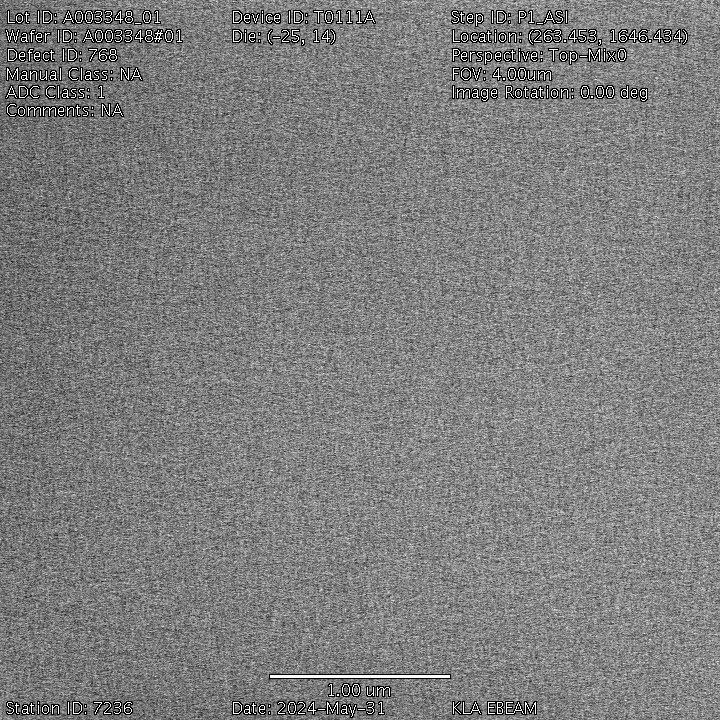 Lot ID: A003348_01 Device ID: T0111A Step ID: P1_ASI
Wafer ID: A003348#01 Die: (-25, 14) Location: (263.453, 1646.434)
Defect ID: 768 Perspective: Top-Mix0
Manual Class: NA FOV: 4.00um
ADC Class: 1 Image Rotation: 0.00 deg
Comments: NA
1.00 um
Station ID: 7236 Date: 2024-May-31 KLA EBEAM